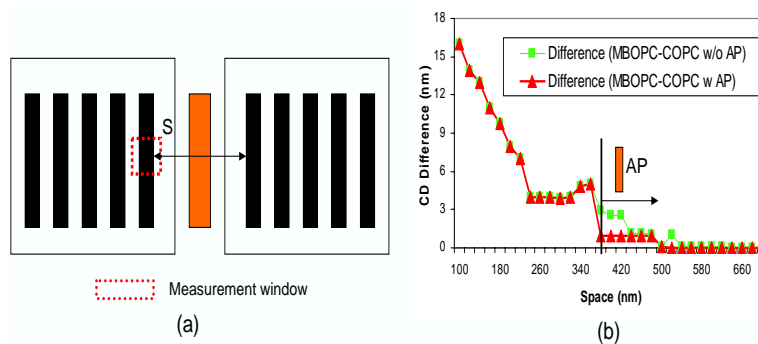 S
Measurement window
(a)
CD Difference (nm)
18
15
12
9
6
3
0
Difference (MBOPC-COPC w/o AP)
Difference (MBOPC-COPC w AP)
AP
100 180 260 340 420 500 580 660
Space (nm)
(b)